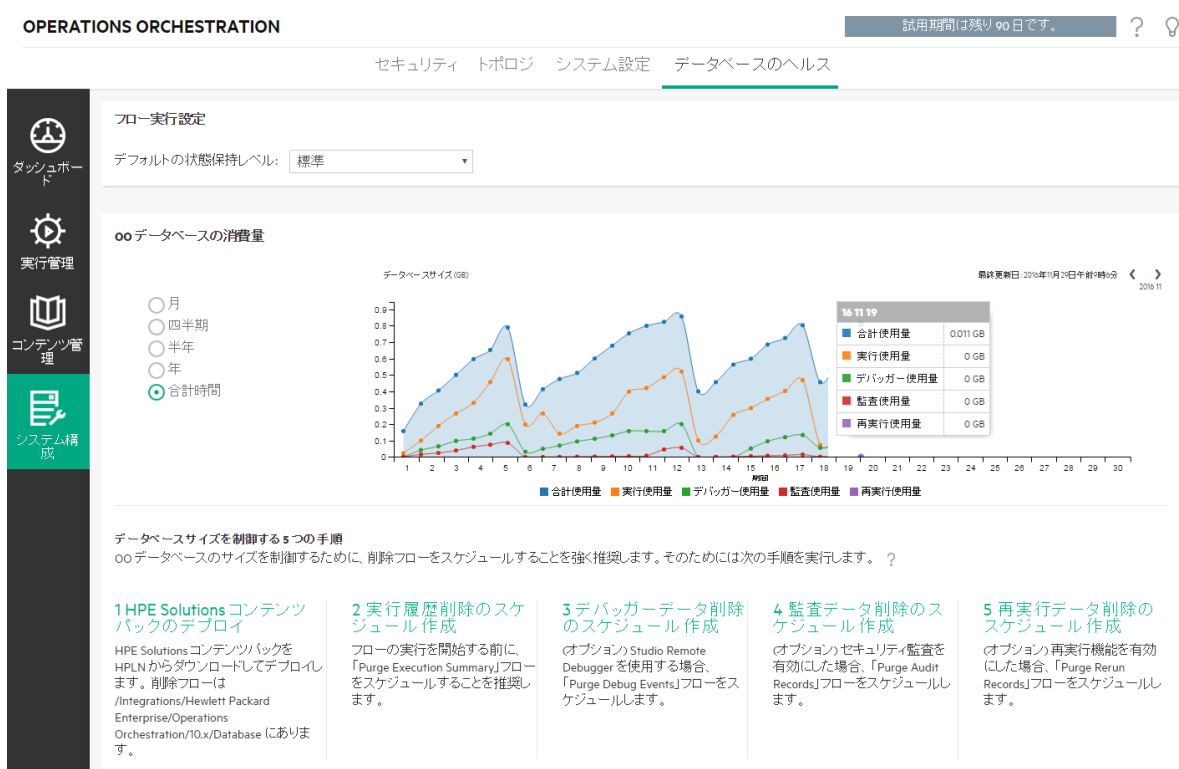 OPERATIONS ORCHESTRATION
試用期間は残り 90 日です。
?
セキュリティ トポロジ システム設定 データベースのヘルス
ダッシュボー
ド
実行管理
コンテンツ管
理
システム構
成
フロー実行設定
デフォルトの状態保持レベル: 標準
oo データベースの消費量
月
四半期
半年
年
合計時間
データベースサイズ (GB)
最終更新日: 2016年11月29日午前9時6分
2016 11
0.9
0.8
0.7
0.6
0.5
0.4
0.3
0.2
0.1
0
1 2 3 4 5 6 7 8 9 10 11 12 13 14 15 16 17 18 19 20 21 22 23 24 25 26 27 28 29 30
期間
16 11 19
合計使用量 0.011 GB
実行使用量 0 GB
デバッガー使用量 0 GB
監査使用量 0 GB
再実行使用量 0 GB
合計使用量 実行使用量 デバッガー使用量 監査使用量 再実行使用量
データベースサイズを制御する 5 つの手順
OO データベースのサイズを制御するために、削除フローをスケジュールすることを強く推奨します。そのためには次の手順を実行します。 ?
1 HPE Solutions コンテンツ
パックのデプロイ
HPE Solutions コンテンツパックを
HPLN からダウンロードしてデプロイし
ます。削除フローは
/Integrations/Hewlett Packard
Enterprise/Operations
Orchestration/10.x/Database にありま
す。
2 実行履歴削除のスケ
ジュール作成
フローの実行を開始する前に、
「Purge Execution Summary」フロー
をスケジュールすることを推奨し
ます。
3 デバッガーデータ削除
のスケジュール作成
(オプション) Studio Remote
Debugger を使用する場合、
「Purge Debug Events」フローをス
ケジュールします。
4 監査データ削除のス
ケジュール作成
(オプション) セキュリティ監査を
有効にした場合、「Purge Audit
Records」フローをスケジュールし
ます。
5 再実行データ削除の
スケジュール作成
(オプション) 再実行機能を有効
にした場合、「Purge Rerun
Records」フローをスケジュールし
ます。